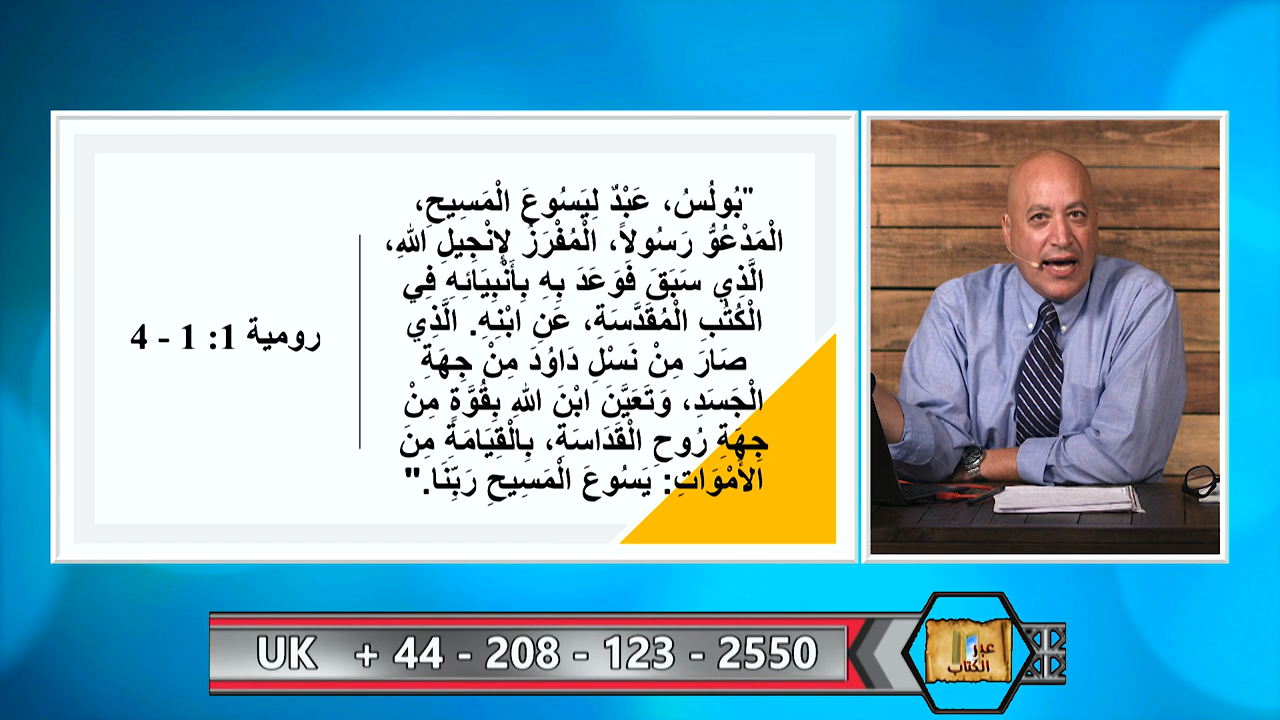 "بُولُسُ، عَبْدٌ لِيَسُوعَ الْمَسِيحِ،
الْمَدْعُوُّ رَسُولاً، الْمُفْرَزُ لإِنْجِيلِ اللهِ،
الَّذِي سَبَقَ فَوَعَدَ بِهِ بِأَنْبِيَائِهِ فِي
الْكُتُبِ الْمُقَدَّسَةِ، عَنِ ابْنِهِ. الَّذِي
صَارَ مِنْ نَسْلِ دَاوُدَ مِنْ جِهَةِ
الْجَسَدِ، وَتَعَيَّنَ ابْنَ اللهِ بِقُوَّةٍ مِنْ
جِهَةِ رُوحِ الْقَدَاسَةِ، بِالْقِيَامَةِ مِنَ
الأَمْوَاتِ: يَسُوعَ الْمَسِيحِ رَبِّنَا."
رومية 1: 1 - 4
UK + 44 - 208 - 123 - 2550
عبر
الكتاب